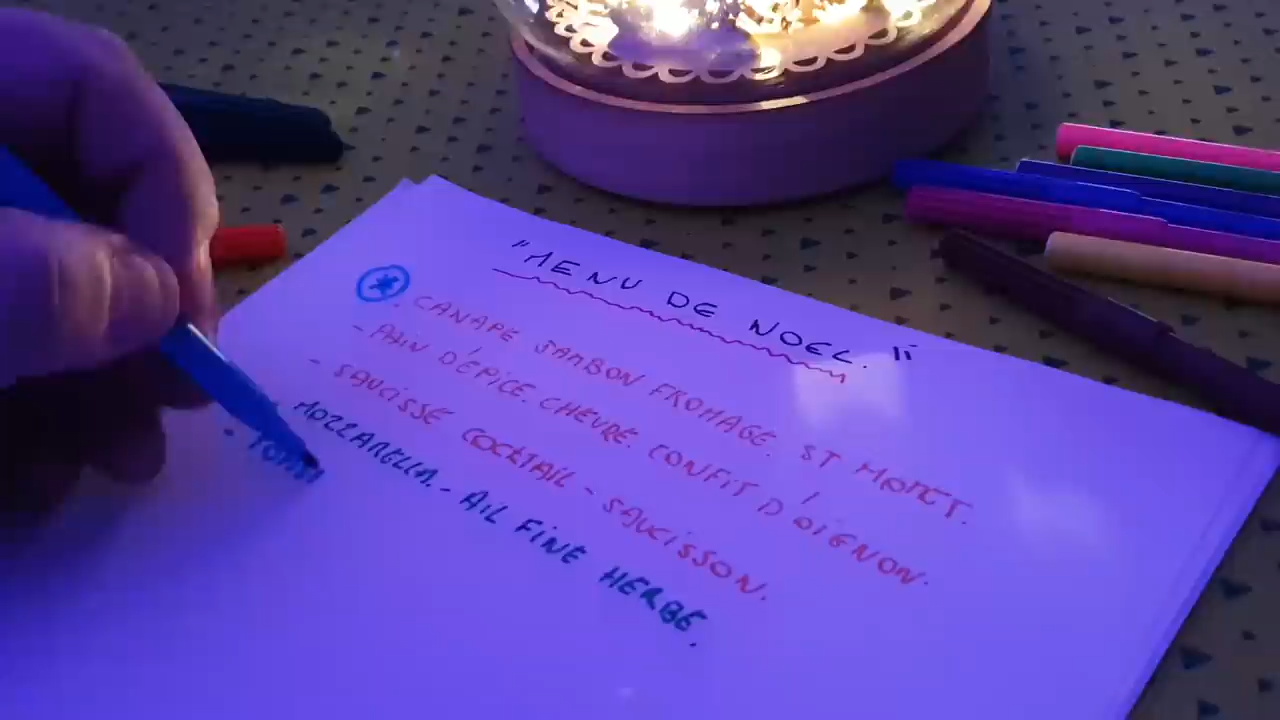 "MENU DE NOEL."
. CANAPE JAMBON FROMAGE. ST MORET.
- PAIN D'ÉPICE. CHEVRE. CONFIT D'OIGNON.
- SAUCISSE COCKTAIL - SAUCISSON.
MOZZARELLA. - AIL FINE HERBE.
-